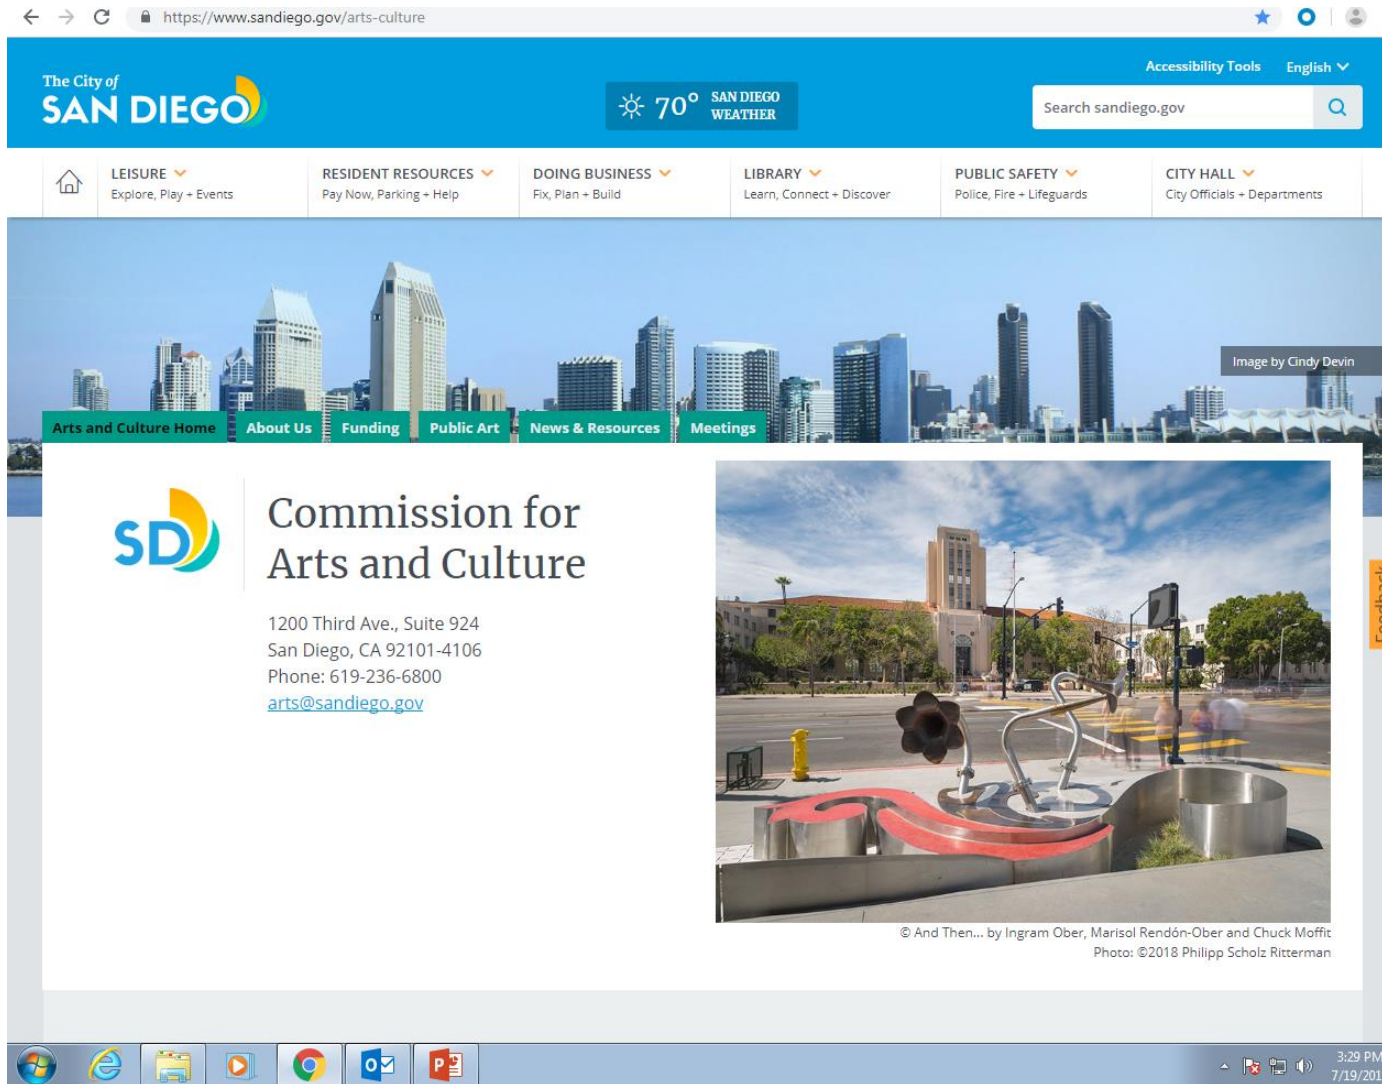 https://www.sandiego.gov/arts-culture
Accessibility Tools English
The City of
SAN DIEGO
70° SAN DIEGO
WEATHER
Search sandiego.gov
LEISURE
Explore, Play + Events
RESIDENT RESOURCES
Pay Now, Parking + Help
DOING BUSINESS
Fix, Plan + Build
LIBRARY
Learn, Connect + Discover
PUBLIC SAFETY
Police, Fire + Lifeguards
CITY HALL
City Officials + Departments
Image by Cindy Devin
Arts and Culture Home About Us Funding Public Art News & Resources Meetings
SD
Commission for
Arts and Culture
1200 Third Ave., Suite 924
San Diego, CA 92101-4106
Phone: 619-236-6800
arts@sandiego.gov
Feedback
© And Then... by Ingram Ober, Marisol Rendón-Ober and Chuck Moffit
Photo: ©2018 Philipp Scholz Ritterman
3:29 PM
7/19/201